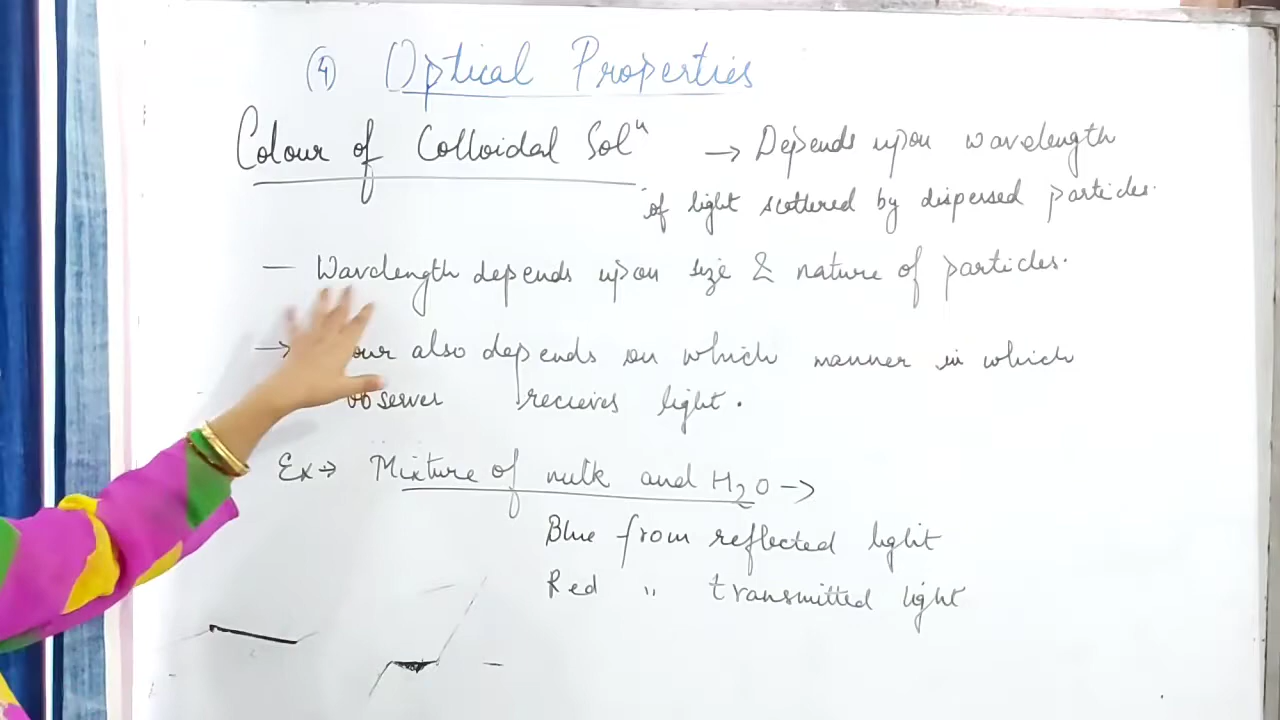 (4) Optical Properties
Colour of Colloidal Solⁿ → Depends upon wavelength
of light scattered by dispersed particles.
— Wavelength depends upon size & nature of particles.
→ our also depends on which manner in which
observer recieves light.
Ex→ Mixture of milk and H₂O →
Blue from reflected light
Red " transmitted light